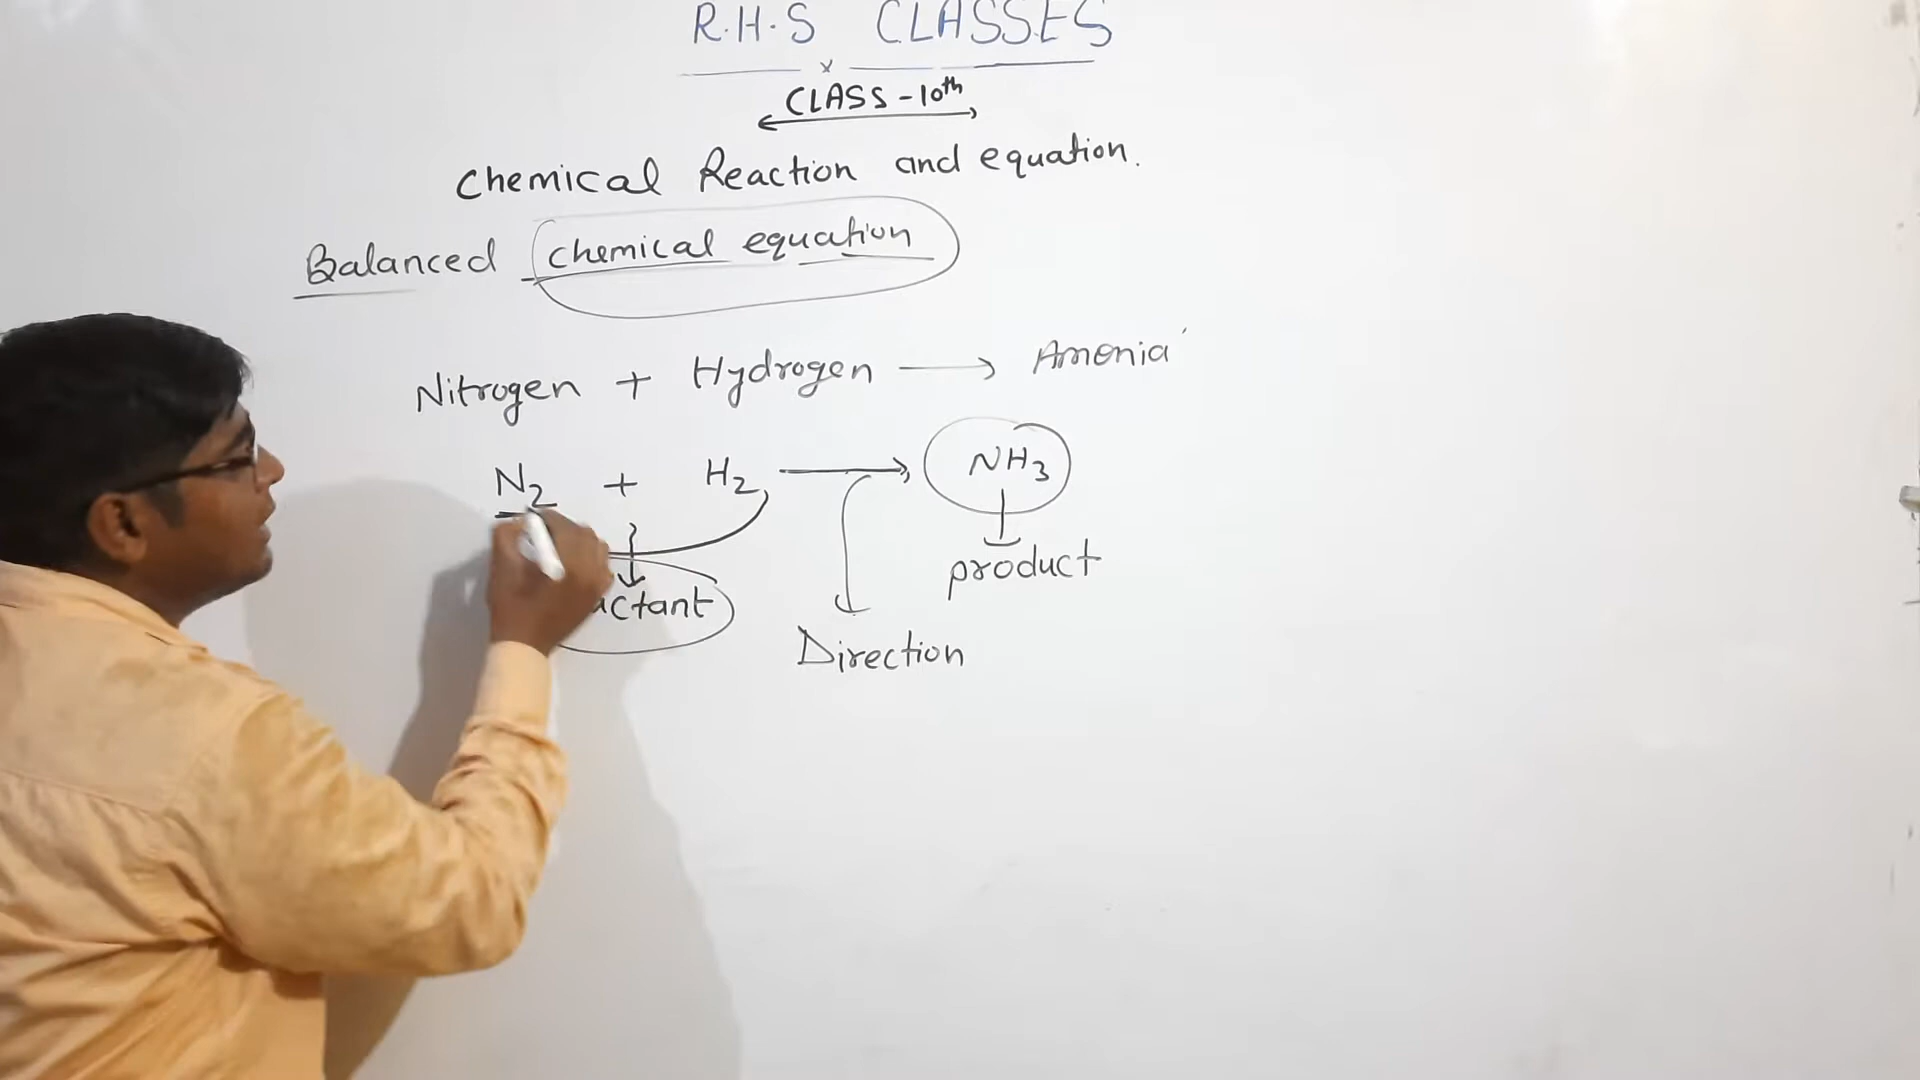 R.H.S CLASSES
x
CLASS - 10th
Chemical Reaction and equation.
Balanced chemical equation
Nitrogen + Hydrogen → Amonia
N2 + H2 → NH3
product
Direction